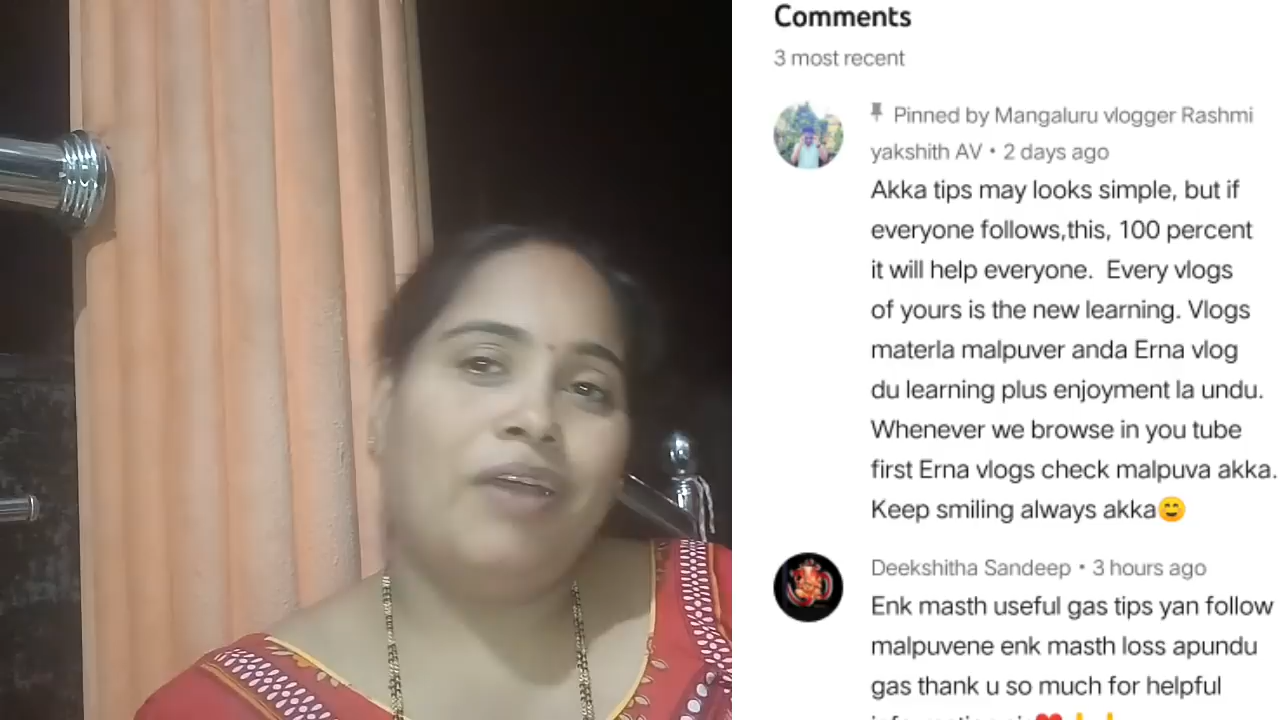 Comments
3 most recent
Pinned by Mangaluru vlogger Rashmi
yakshith AV • 2 days ago
Akka tips may looks simple, but if
everyone follows,this, 100 percent
it will help everyone.  Every vlogs
of yours is the new learning. Vlogs
materla malpuver anda Erna vlog
du learning plus enjoyment la undu.
Whenever we browse in you tube
first Erna vlogs check malpuva akka.
Keep smiling always akka😊
Deekshitha Sandeep • 3 hours ago
Enk masth useful gas tips yan follow
malpuvene enk masth loss apundu
gas thank u so much for helpful